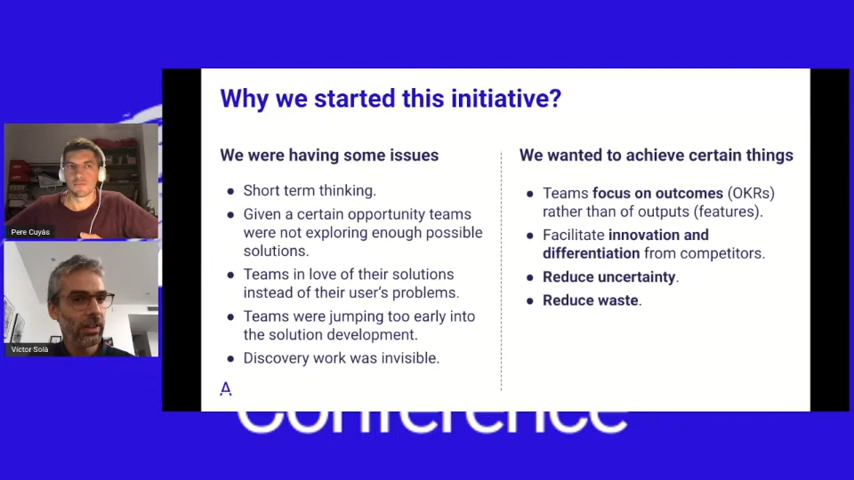 Why we started this initiative?
We were having some issues
● Short term thinking.
● Given a certain opportunity teams
were not exploring enough possible
solutions.
● Teams in love of their solutions
instead of their user's problems.
● Teams were jumping too early into
the solution development.
● Discovery work was invisible.
We wanted to achieve certain things
● Teams focus on outcomes (OKRs)
rather than of outputs (features).
● Facilitate innovation and
differentiation from competitors.
● Reduce uncertainty.
● Reduce waste.
A
Pere Cuyàs
Víctor Solà
Conference